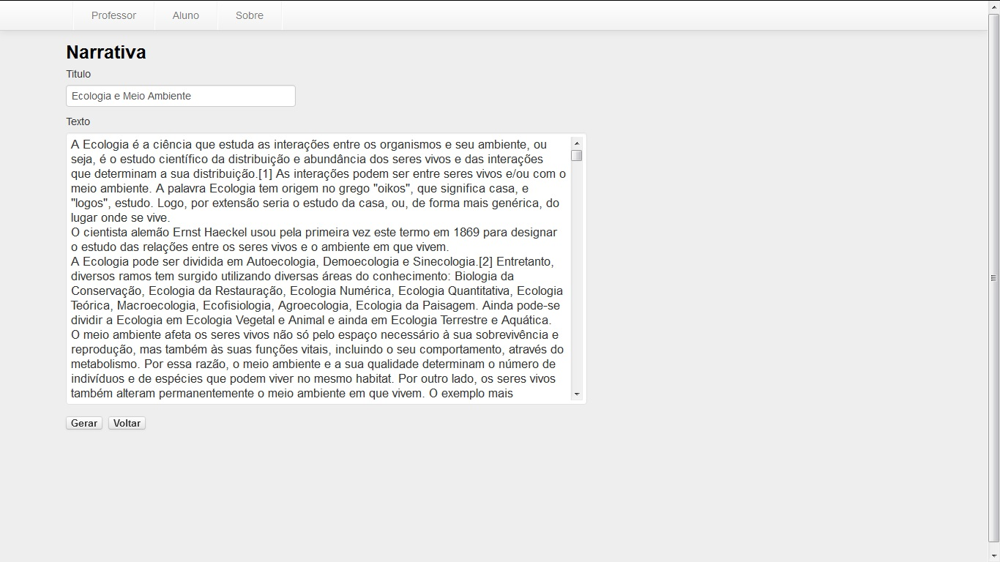 Professor Aluno Sobre
Narrativa
Titulo
Ecologia e Meio Ambiente
Texto
A Ecologia é a ciência que estuda as interações entre os organismos e seu ambiente, ou
seja, é o estudo científico da distribuição e abundância dos seres vivos e das interações
que determinam a sua distribuição.[1] As interações podem ser entre seres vivos e/ou com o
meio ambiente. A palavra Ecologia tem origem no grego "oikos", que significa casa, e
"logos", estudo. Logo, por extensão seria o estudo da casa, ou, de forma mais genérica, do
lugar onde se vive.
O cientista alemão Ernst Haeckel usou pela primeira vez este termo em 1869 para designar
o estudo das relações entre os seres vivos e o ambiente em que vivem.
A Ecologia pode ser dividida em Autoecologia, Demoecologia e Sinecologia.[2] Entretanto,
diversos ramos tem surgido utilizando diversas áreas do conhecimento: Biologia da
Conservação, Ecologia da Restauração, Ecologia Numérica, Ecologia Quantitativa, Ecologia
Teórica, Macroecologia, Ecofisiologia, Agroecologia, Ecologia da Paisagem. Ainda pode-se
dividir a Ecologia em Ecologia Vegetal e Animal e ainda em Ecologia Terrestre e Aquática.
O meio ambiente afeta os seres vivos não só pelo espaço necessário à sua sobrevivência e
reprodução, mas também às suas funções vitais, incluindo o seu comportamento, através do
metabolismo. Por essa razão, o meio ambiente e a sua qualidade determinam o número de
indivíduos e de espécies que podem viver no mesmo habitat. Por outro lado, os seres vivos
também alteram permanentemente o meio ambiente em que vivem. O exemplo mais
Gerar Voltar